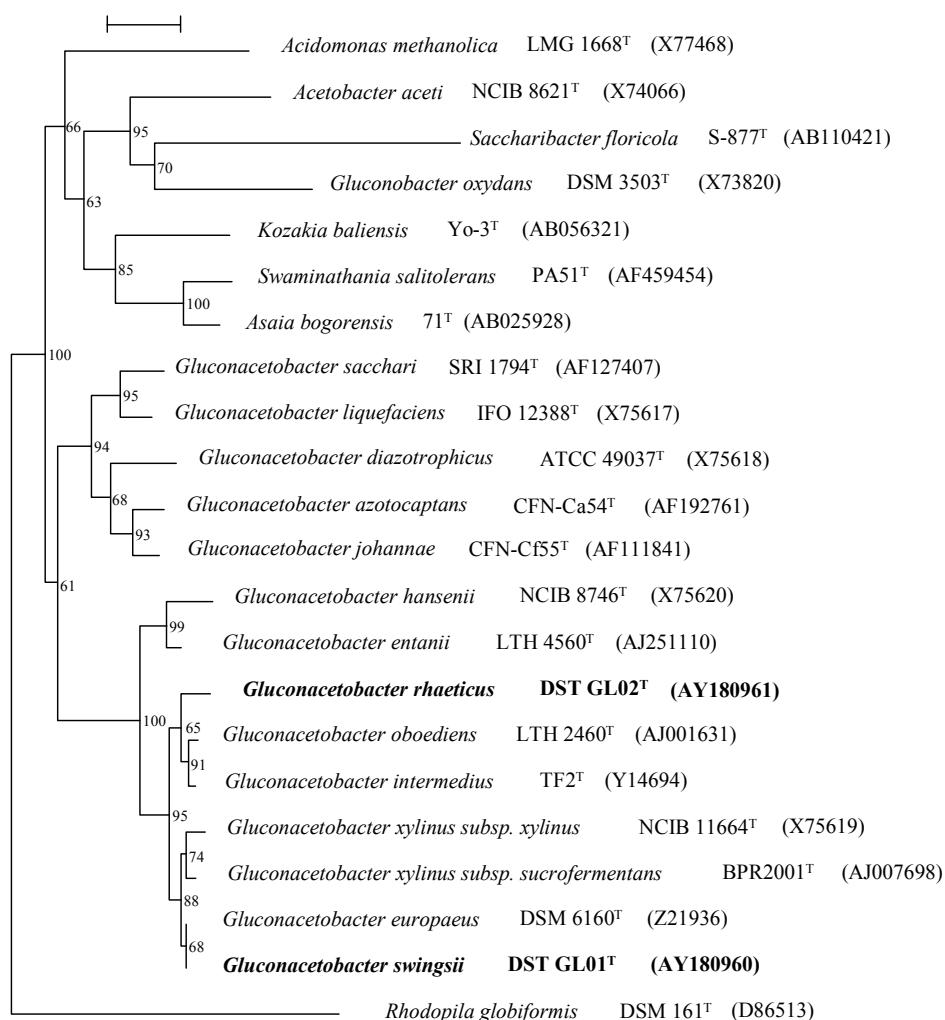 Acidomonas methanolica LMG 1668ᵀ (X77468)
Acetobacter aceti NCIB 8621ᵀ (X74066)
66
95
Saccharibacter floricola S-877ᵀ (AB110421)
70
Gluconobacter oxydans DSM 3503ᵀ (X73820)
63
Kozakia baliensis Yo-3ᵀ (AB056321)
85
Swaminathania salitolerans PA51ᵀ (AF459454)
100
Asaia bogorensis 71ᵀ (AB025928)
100
Gluconacetobacter sacchari SRI 1794ᵀ (AF127407)
95
Gluconacetobacter liquefaciens IFO 12388ᵀ (X75617)
94
Gluconacetobacter diazotrophicus ATCC 49037ᵀ (X75618)
68
Gluconacetobacter azotocaptans CFN-Ca54ᵀ (AF192761)
93
Gluconacetobacter johannae CFN-Cf55ᵀ (AF111841)
61
Gluconacetobacter hansenii NCIB 8746ᵀ (X75620)
99
Gluconacetobacter entanii LTH 4560ᵀ (AJ251110)
Gluconacetobacter rhaeticus DST GL02ᵀ (AY180961)
100
65
Gluconacetobacter oboediens LTH 2460ᵀ (AJ001631)
91
Gluconacetobacter intermedius TF2ᵀ (Y14694)
95
Gluconacetobacter xylinus subsp. xylinus NCIB 11664ᵀ (X75619)
74
Gluconacetobacter xylinus subsp. sucrofermentans BPR2001ᵀ (AJ007698)
88
Gluconacetobacter europaeus DSM 6160ᵀ (Z21936)
68
Gluconacetobacter swingsii DST GL01ᵀ (AY180960)
Rhodopila globiformis DSM 161ᵀ (D86513)